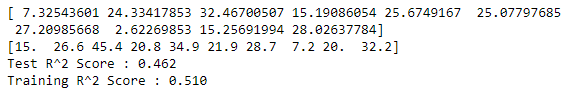 [ 7.32543601 24.33417853 32.46700507 15.19086054 25.6749167  25.07797685
 27.20985668  2.62269853 15.25691994 28.02637784]
[15.  26.6 45.4 20.8 34.9 21.9 28.7  7.2 20.  32.2]
Test R^2 Score : 0.462
Training R^2 Score : 0.510